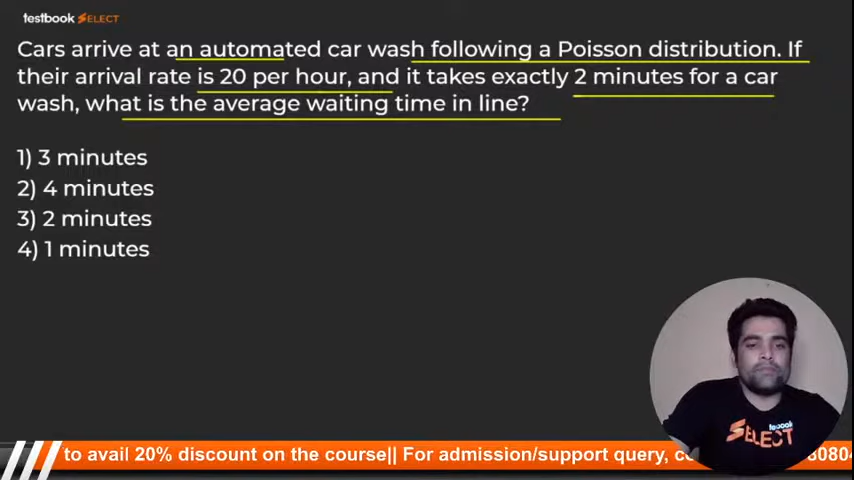 testbook SELECT
Cars arrive at an automated car wash following a Poisson distribution. If
their arrival rate is 20 per hour, and it takes exactly 2 minutes for a car
wash, what is the average waiting time in line?
1) 3 minutes
2) 4 minutes
3) 2 minutes
4) 1 minutes
testbook
SELECT
to avail 20% discount on the course|| For admission/support query,